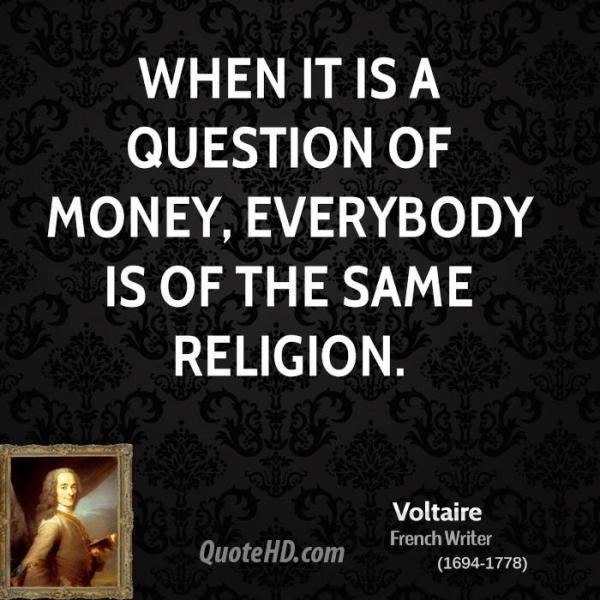 WHEN IT IS A
QUESTION OF
MONEY, EVERYBODY
IS OF THE SAME
RELIGION.
Voltaire
French Writer
(1694-1778)
QuoteHD.com